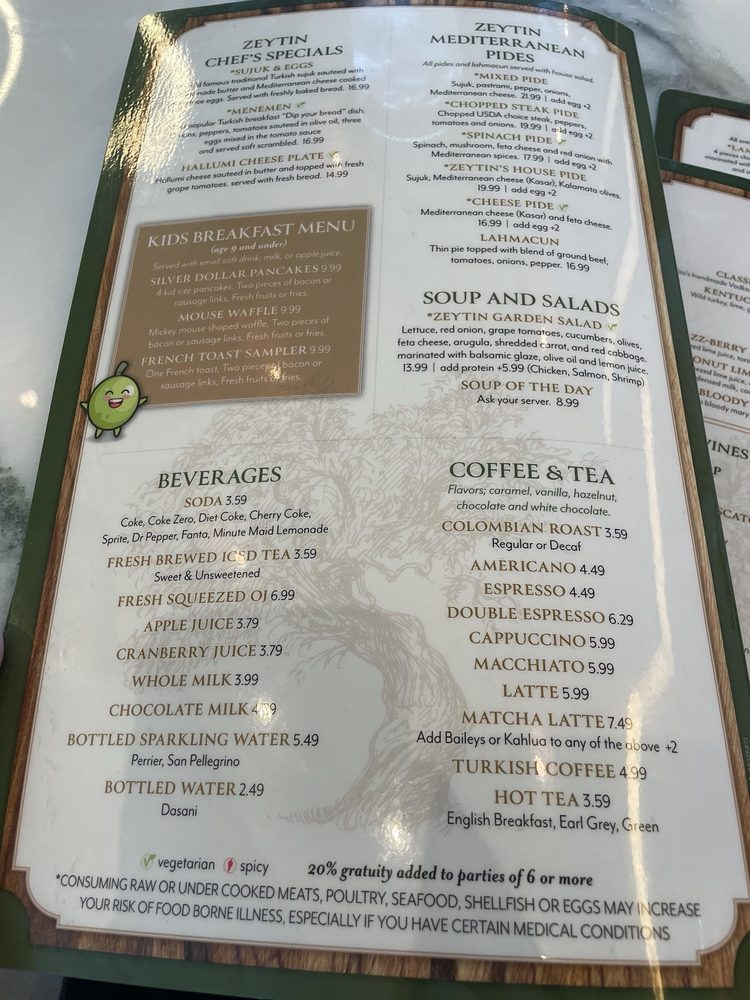 ZEYTIN
CHEF'S SPECIALS
*SUJUK & EGGS
famous traditional Turkish sujuk sauteed with
made butter and Mediterranean cheese cooked
eggs. Served with freshly baked bread. 16.99
*MENEMEN
popular Turkish breakfast "Dip your bread" dish.
peppers, tomatoes sauteed in olive oil, three
eggs mixed in the tomato sauce
and served soft scrambled. 16.99
HALLUMI CHEESE PLATE
Hallumi cheese sauteed in butter and topped with fresh
grape tomatoes. served with fresh bread. 14.99
KIDS BREAKFAST MENU
(age 9 and under)
Served with small soft drink, milk, or apple juice.
SILVER DOLLAR PANCAKES 9.99
4 kid size pancakes, Two pieces of bacon or
sausage links, Fresh fruits or fries.
MOUSE WAFFLE 9.99
Mickey mouse shaped waffle, Two pieces of
bacon or sausage links, Fresh fruits or fries.
FRENCH TOAST SAMPLER 9.99
One French toast, Two pieces of bacon or
sausage links, Fresh fruits or fries.
ZEYTIN
MEDITERRANEAN
PIDES
All pides and lahmacun served with house salad.
*MIXED PIDE
Sujuk, pastrami, pepper, onions,
Mediterranean cheese. 21.99 | add egg +2
*CHOPPED STEAK PIDE
Chopped USDA choice steak, peppers,
tomatoes and onions. 19.99 | add egg +2
*SPINACH PIDE
Spinach, mushroom, feta cheese and red onion with
Mediterranean spices. 17.99 | add egg +2
*ZEYTIN'S HOUSE PIDE
Sujuk, Mediterranean cheese (Kasar), Kalamata olives.
19.99 | add egg +2
*CHEESE PIDE
Mediterranean cheese (Kasar) and feta cheese.
16.99 | add egg +2
LAHMACUN
Thin pie topped with blend of ground beef,
tomatoes, onions, pepper. 16.99
SOUP AND SALADS
*ZEYTIN GARDEN SALAD
Lettuce, red onion, grape tomatoes, cucumbers, olives,
feta cheese, arugula, shredded carrot, and red cabbage.
marinated with balsamic glaze, olive oil and lemon juice.
13.99 | add protein +5.99 (Chicken, Salmon, Shrimp)
SOUP OF THE DAY
Ask your server. 8.99
BEVERAGES
SODA 3.59
Coke, Coke Zero, Diet Coke, Cherry Coke,
Sprite, Dr Pepper, Fanta, Minute Maid Lemonade
FRESH BREWED ICED TEA 3.59
Sweet & Unsweetened
FRESH SQUEEZED OJ 6.99
APPLE JUICE 3.79
CRANBERRY JUICE 3.79
WHOLE MILK 3.99
CHOCOLATE MILK
BOTTLED SPARKLING WATER 5.49
Perrier, San Pellegrino
BOTTLED WATER 2.49
Dasani
COFFEE & TEA
Flavors; caramel, vanilla, hazelnut,
chocolate and white chocolate.
COLOMBIAN ROAST 3.59
Regular or Decaf
AMERICANO 4.49
ESPRESSO 4.49
DOUBLE ESPRESSO 6.29
CAPPUCCINO 5.99
MACCHIATO 5.99
LATTE 5.99
MATCHA LATTE 7.49
Add Baileys or Kahlua to any of the above +2
TURKISH COFFEE 4.99
HOT TEA 3.59
English Breakfast, Earl Grey, Green
vegetarian spicy
20% gratuity added to parties of 6 or more
*CONSUMING RAW OR UNDER COOKED MEATS, POULTRY, SEAFOOD, SHELLFISH OR EGGS MAY INCREASE
YOUR RISK OF FOOD BORNE ILLNESS, ESPECIALLY IF YOU HAVE CERTAIN MEDICAL CONDITIONS
handmade Vodka
Wild turkey, lime,
BLOODY
bloody mary